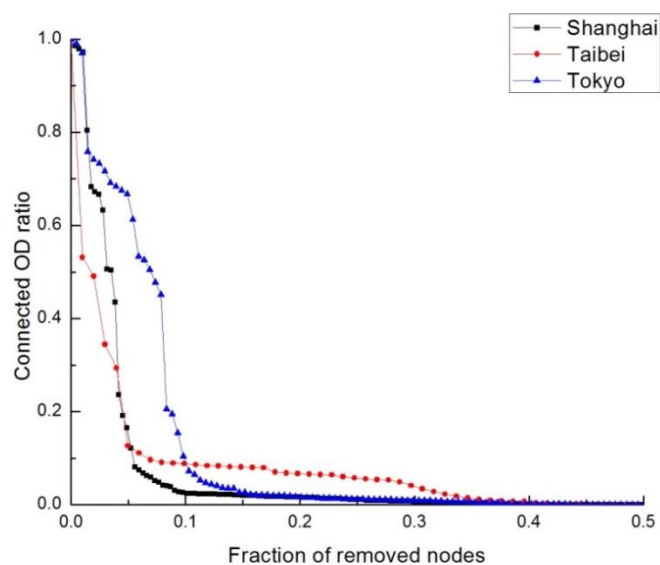 Shanghai
Taibei
Tokyo
Connected OD ratio
1.0
0.8
0.6
0.4
0.2
0.0
0.0 0.1 0.2 0.3 0.4 0.5
Fraction of removed nodes